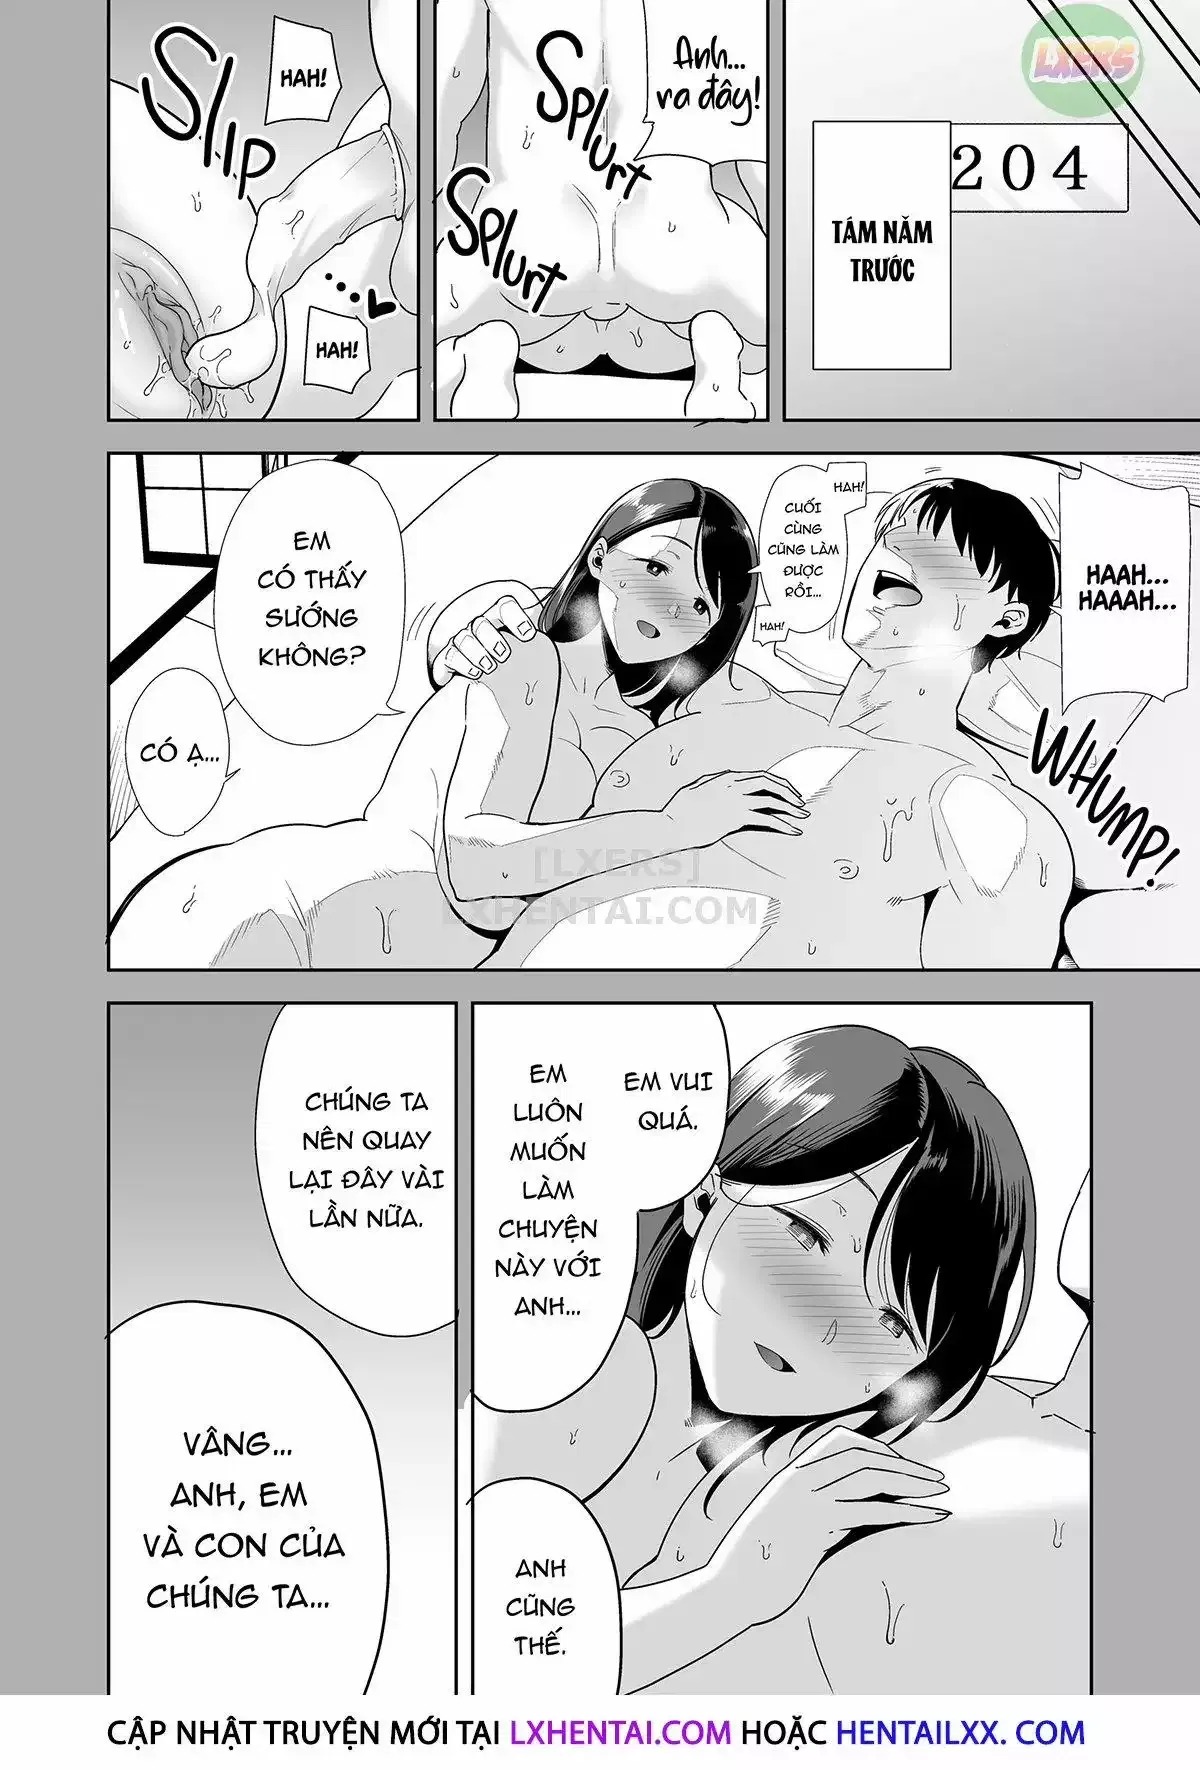 LXERS
204
TÁM NĂM
TRƯỚC
Anh...
ra đây!
Splurt
Splurt
Slip
HAH!
HAH!
HAAH...
HAAAH...
WHUMP!
HAH!
CUỐI
CÙNG
CŨNG LÀM
ĐƯỢC
RỒI...
HAH!
EM
CÓ THẤY
SƯỚNG
KHÔNG?
CÓ Ạ...
[LXERS]
LXHENTAI.COM
EM VUI
QUÁ.
EM
LUÔN
MUỐN
LÀM
CHUYỆN
NÀY VỚI
ANH...
ANH
CŨNG
THẾ.
CHÚNG TA
NÊN QUAY
LẠI ĐÂY VÀI
LẦN NỮA.
VÂNG...
ANH, EM
VÀ CON CỦA
CHÚNG TA...
CẬP NHẬT TRUYỆN MỚI TẠI LXHENTAI.COM HOẶC HENTAILXX. COM